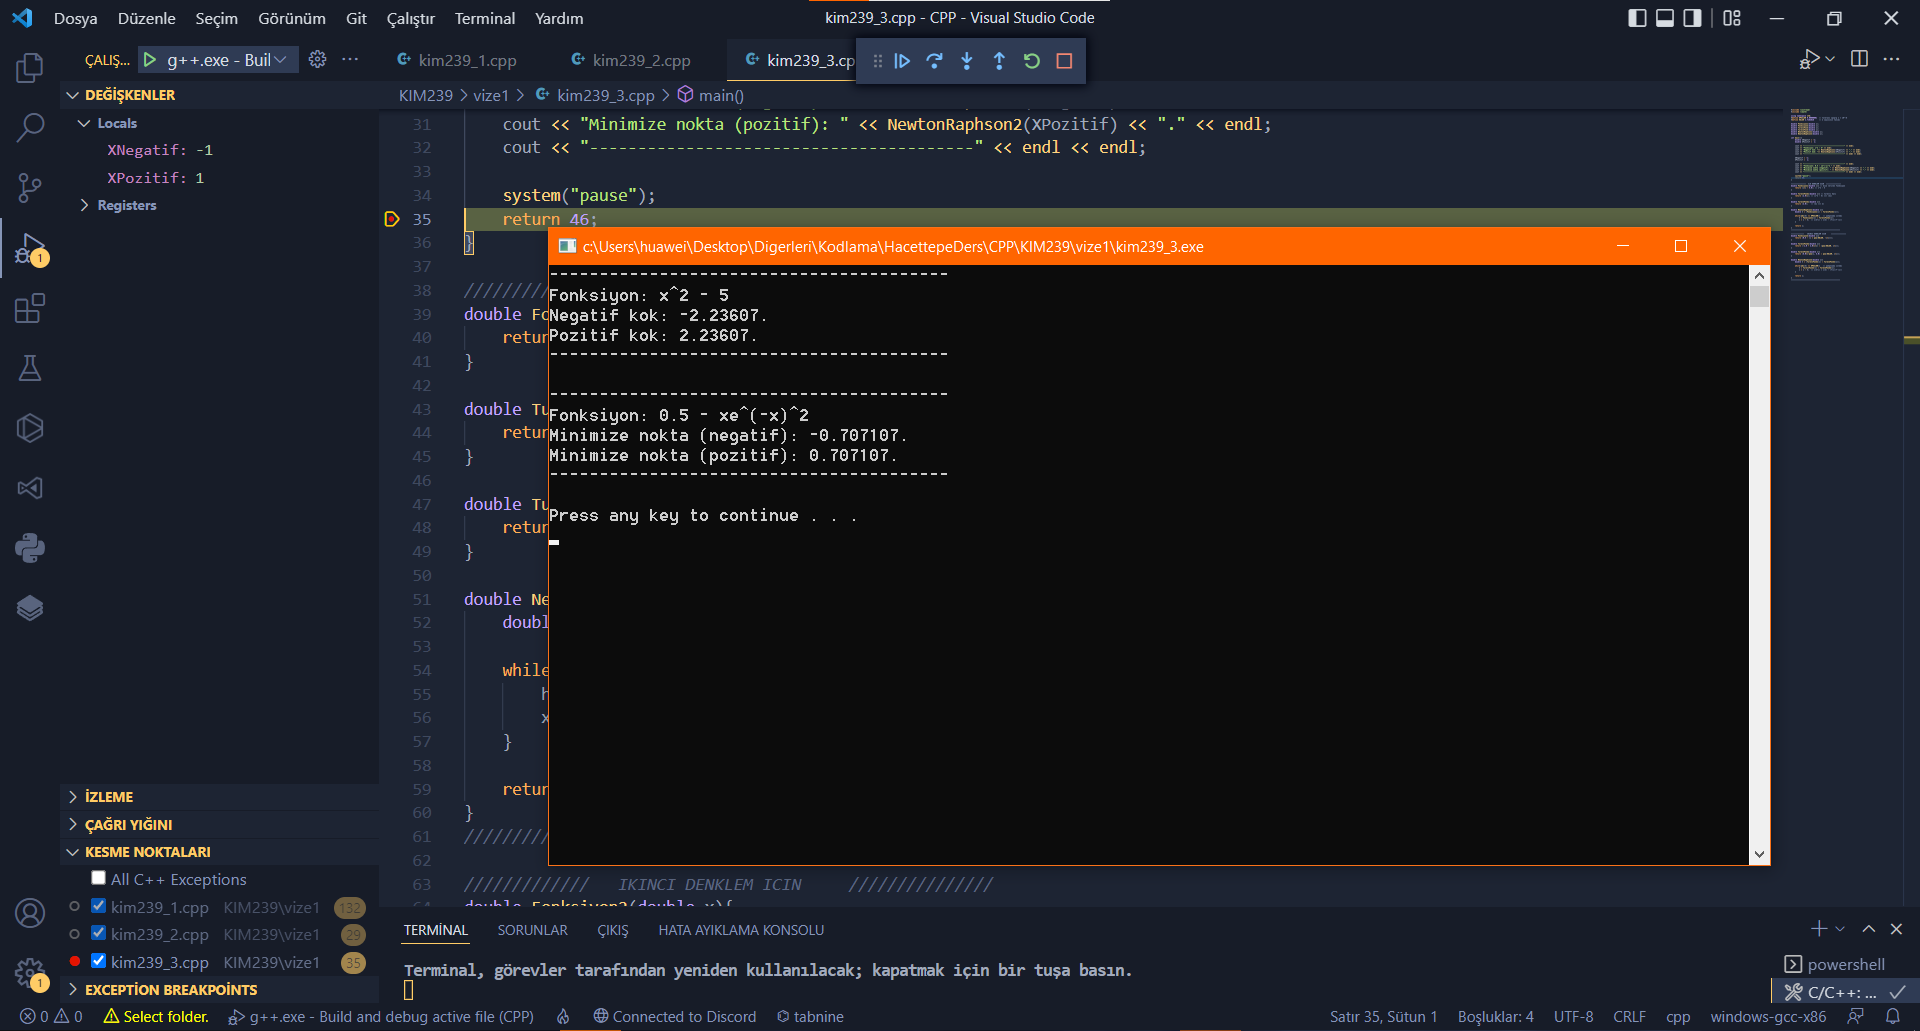 Dosya Düzenle Seçim Görünüm Git Çalıştır Terminal Yardım
kim239_3.cpp - CPP - Visual Studio Code
ÇALIŞ... g++.exe - Buil
kim239_1.cpp kim239_2.cpp kim239_3.cp
DEĞİŞKENLER
Locals
XNegatif: -1
XPozitif: 1
Registers
KIM239 > vize1 > kim239_3.cpp > main()
31 cout << "Minimize nokta (pozitif): " << NewtonRaphson2(XPozitif) << "." << endl;
32 cout << "----------------------------------------" << endl << endl;
33
34 system("pause");
35 return 46;
36 }
37
38 /////////
39 double Fo
40 retur
41 }
42
43 double Tu
44 retur
45 }
46
47 double Tu
48 retur
49 }
50
51 double Ne
52 doubl
53
54 while
55 h
56 x
57 }
58
59 retur
60 }
61 /////////
62
63 ///////////// IKINCI DENKLEM ICIN ///////////////
64 double Fonksiyon2(double x){
c:\Users\huawei\Desktop\Digerleri\Kodlama\HacettepeDers\CPP\KIM239\vize1\kim239_3.exe
----------------------------------------
Fonksiyon: x^2 - 5
Negatif kok: -2.23607.
Pozitif kok: 2.23607.
----------------------------------------
----------------------------------------
Fonksiyon: 0.5 - xe^(-x)^2
Minimize nokta (negatif): -0.707107.
Minimize nokta (pozitif): 0.707107.
----------------------------------------
Press any key to continue . . .
1
İZLEME
ÇAĞRI YIĞINI
KESME NOKTALARI
All C++ Exceptions
kim239_1.cpp KIM239\vize1 132
kim239_2.cpp KIM239\vize1 29
kim239_3.cpp KIM239\vize1 35
1
EXCEPTİON BREAKPOİNTS
TERMİNAL SORUNLAR ÇIKIŞ HATA AYIKLAMA KONSOLU
Terminal, görevler tarafından yeniden kullanılacak; kapatmak için bir tuşa basın.
powershell
C/C++: ...
0 0 Select folder. g++.exe - Build and debug active file (CPP) Connected to Discord tabnine
Satır 35, Sütun 1 Boşluklar: 4 UTF-8 CRLF cpp windows-gcc-x86